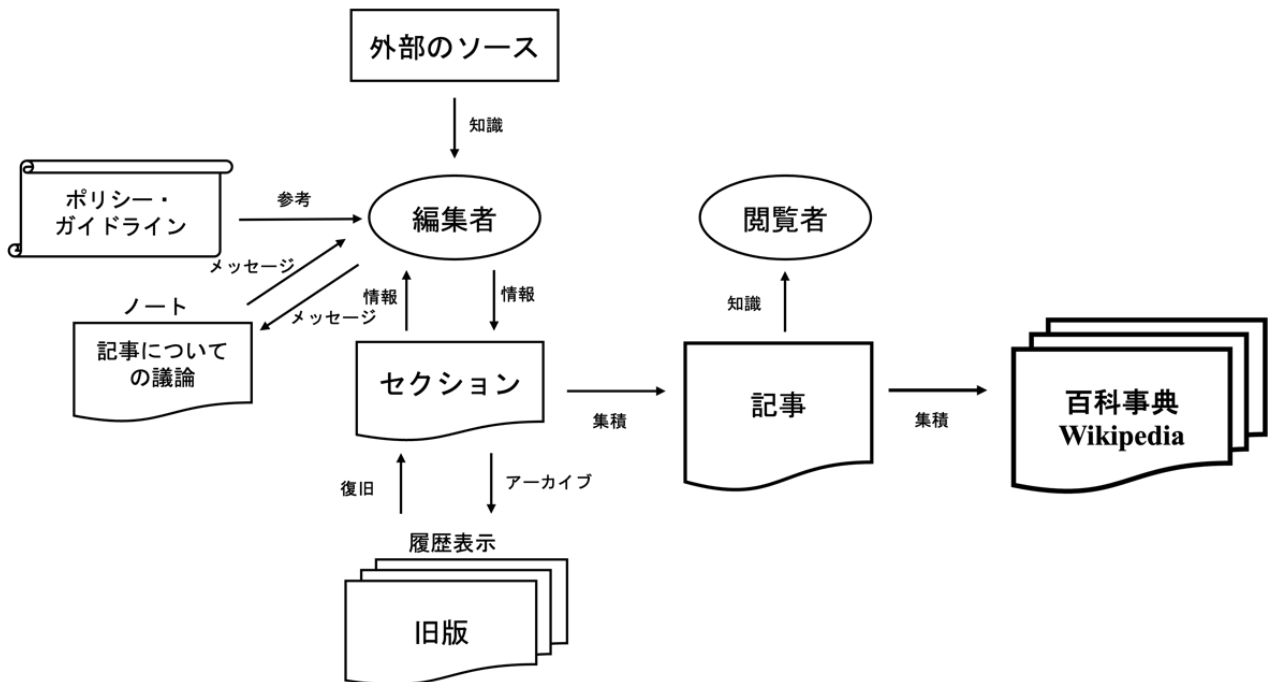 外部のソース
知識
ポリシー・
ガイドライン
参考
編集者
閲覧者
メッセージ
メッセージ
情報
情報
知識
ノート
記事について
の議論
セクション
集積
記事
集積
百科事典
Wikipedia
復旧
アーカイブ
履歴表示
旧版